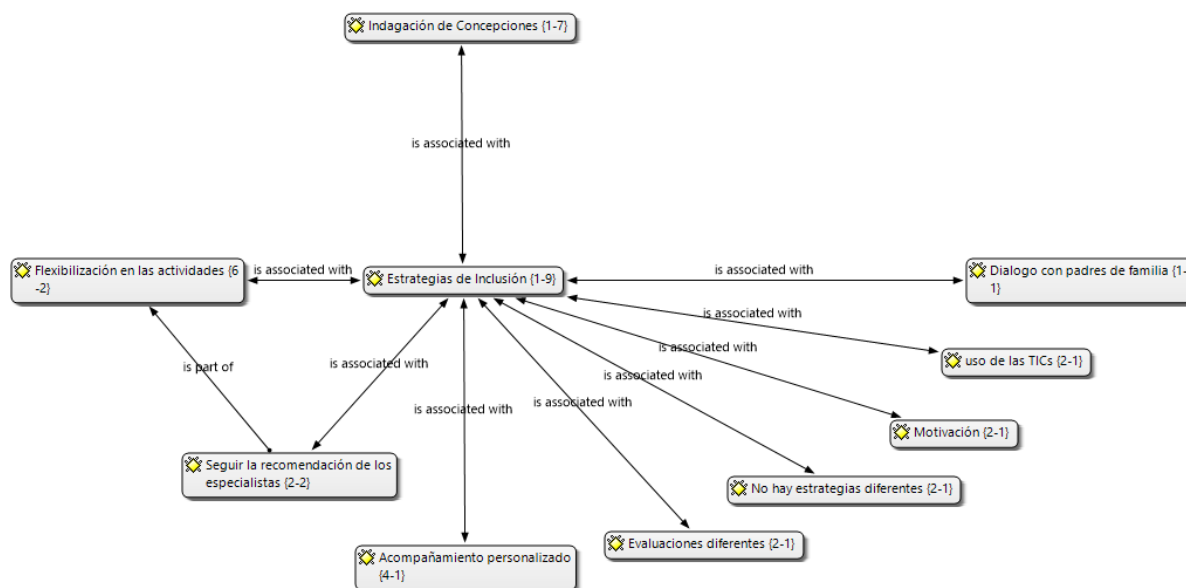 Indagación de Concepciones {1-7}
is associated with
Flexibilización en las actividades {6
-2}
is associated with
Estrategias de Inclusión {1-9}
is associated with
Dialogo con padres de familia {1-
1}
is associated with
uso de las TICs {2-1}
is associated with
is part of
is associated with
is associated with
is associated with
is associated with
Motivación {2-1}
Seguir la recomendación de los
especialistas {2-2}
No hay estrategias diferentes {2-1}
Evaluaciones diferentes {2-1}
Acompañamiento personalizado
{4-1}